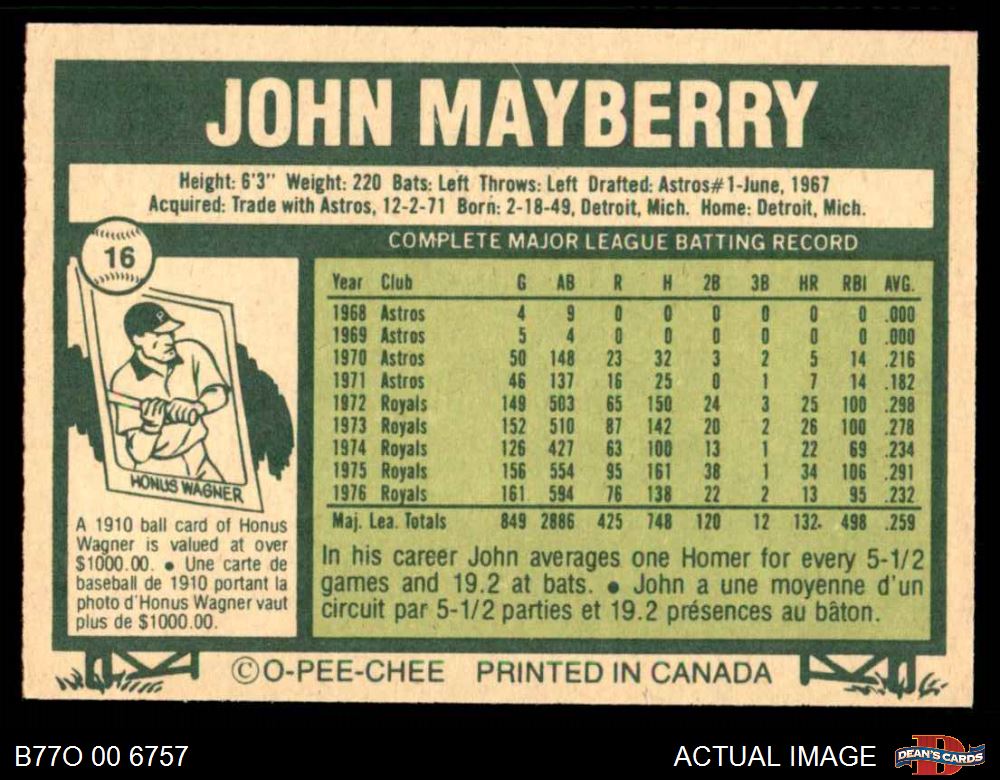 JOHN MAYBERRY
Height: 6'3" Weight: 220 Bats: Left Throws: Left Drafted: Astros#1-June, 1967
Acquired: Trade with Astros, 12-2-71 Born: 2-18-49, Detroit, Mich. Home: Detroit, Mich.
16
COMPLETE MAJOR LEAGUE BATTING RECORD
Year Club G AB R H 2B 3B HR RBI AVG.
1968 Astros 4 9 0 0 0 0 0 0 .000
1969 Astros 5 4 0 0 0 0 0 0 .000
1970 Astros 50 148 23 32 3 2 5 14 .216
1971 Astros 46 137 16 25 0 1 7 14 .182
1972 Royals 149 503 65 150 24 3 25 100 .298
1973 Royals 152 510 87 142 20 2 26 100 .278
1974 Royals 126 427 63 100 13 1 22 69 .234
1975 Royals 156 554 95 161 38 1 34 106 .291
1976 Royals 161 594 76 138 22 2 13 95 .232
Maj. Lea. Totals 849 2886 425 748 120 12 132 498 .259
P
HONUS WAGNER
A 1910 ball card of Honus
Wagner is valued at over
$1000.00. ● Une carte de
baseball de 1910 portant la
photo d'Honus Wagner vaut
plus de $1000.00.
In his career John averages one Homer for every 5-1/2
games and 19.2 at bats. ● John a une moyenne d'un
circuit par 5-1/2 parties et 19.2 présences au bâton.
©O-PEE-CHEE PRINTED IN CANADA
B77O 00 6757
ACTUAL IMAGE
D
DEAN'S CARDS